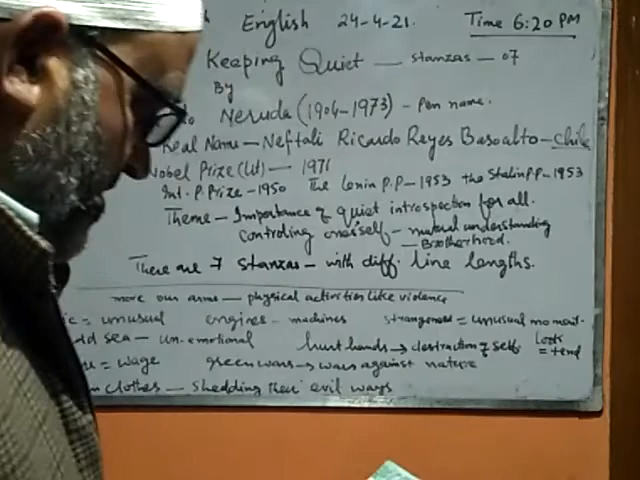 English 24-4-21. Time 6:20 PM
Keeping Quiet — stanzas — 07
By
Neruda (1904-1973) - Pen name.
Real Name - Neftali Ricardo Reyes Basoalto - Chile
Nobel Prize (Lit) — 1971
Int. P. Prize - 1950 The Lenin P.P - 1953 the Stalin P.P - 1953
Theme - Importance of quiet introspection for all.
Controling oneself - mutual understanding
- Brotherhood.
There are 7 stanzas - with diff. line lengths.
move our arms — physical activities like violence
= unusual engines - machines strangeness = unusual moment.
sea — un-emotional hurt hands → destruction of self Look
= tend
= wage green wars → wars against nature
clothes — shedding their evil ways